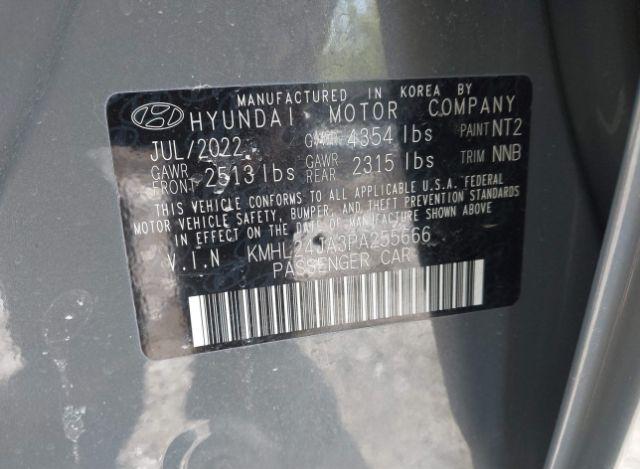 MANUFACTURED IN KOREA BY
HYUNDAI MOTOR COMPANY
JUL/2022 GVWR 4354 lbs PAINT NT2
GAWR FRONT 2513 lbs GAWR REAR 2315 lbs TRIM NNB
THIS VEHICLE CONFORMS TO ALL APPLICABLE U.S.A. FEDERAL
MOTOR VEHICLE SAFETY, BUMPER, AND THEFT PREVENTION STANDARDS
IN EFFECT ON THE DATE OF MANUFACTURE SHOWN ABOVE
V.I.N KMHL24JA3PA255666
PASSENGER CAR